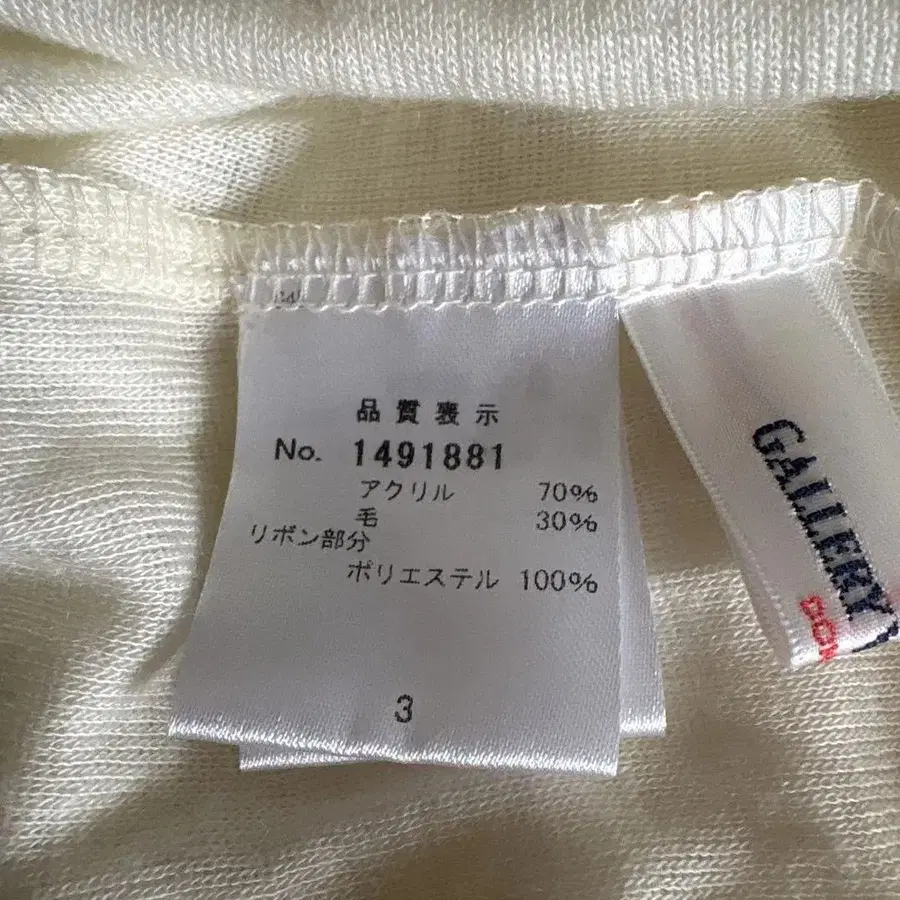 品質表示
No. 1491881
アクリル 70%
毛 30%
リボン部分
ポリエステル 100%
3
GALLERY